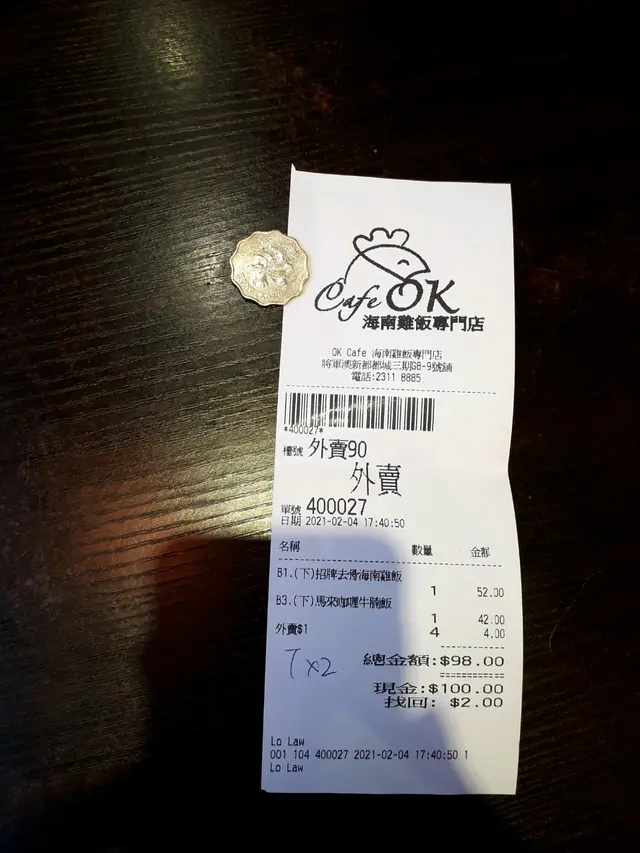 Cafe OK
海南雞飯專門店
OK Cafe 海南雞飯專門店
將軍澳新都都城三期G8-9號舖
電話:2311 8885
*400027*
檯號 外賣90
外賣
單號 400027
日期 2021-02-04 17:40:50
名稱 數量 金額
B1.(下)招牌去骨海南雞飯
1 52.00
B3.(下)馬來咖喱牛腩飯
1 42.00
外賣$1 4 4.00
總金額:$98.00
===========
現金:$100.00
找回: $2.00
T x2
Lo Law
001 104 400027 2021-02-04 17:40:50 1
Lo Law